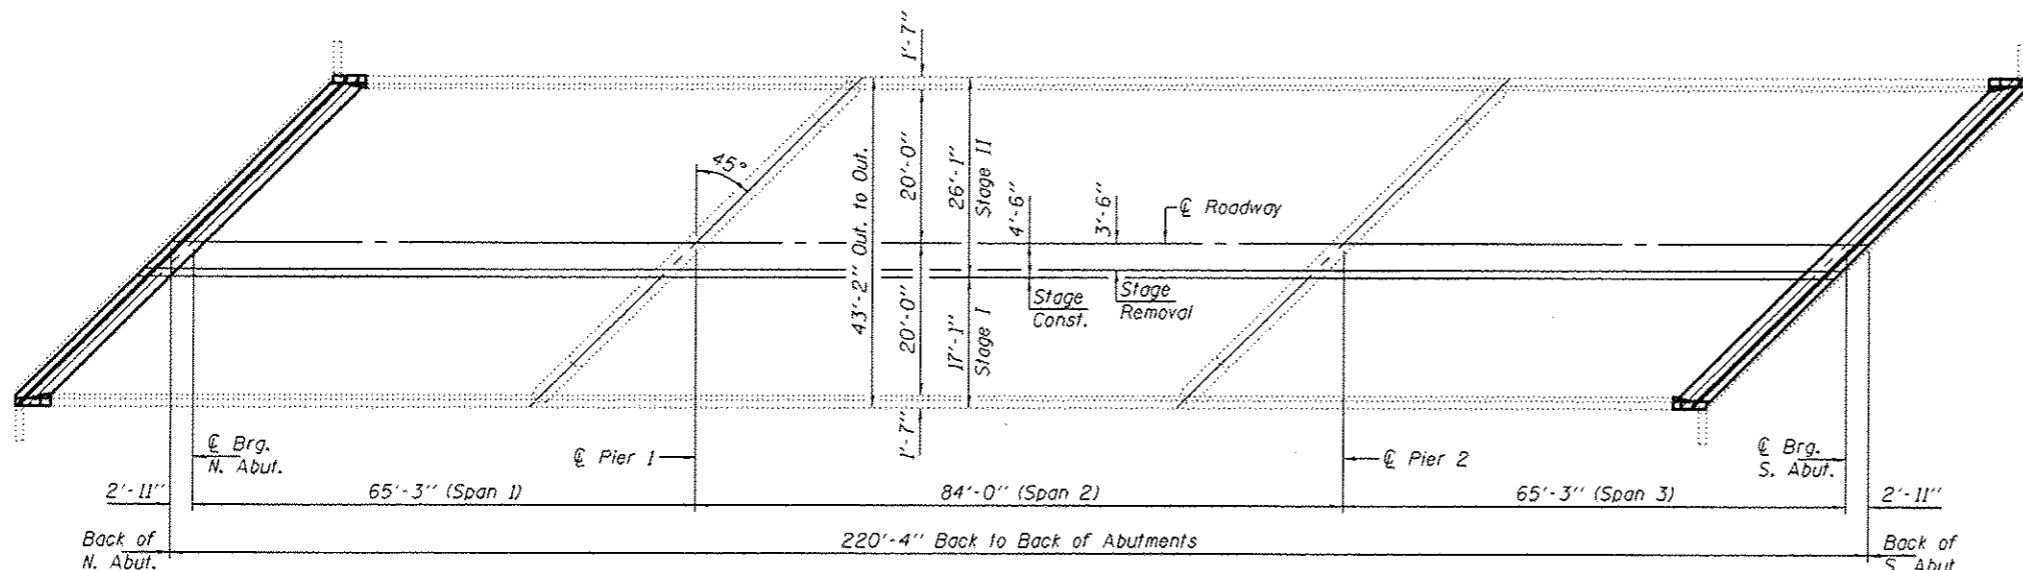 1'-7"
45°
43'-2" Out. to Out.
20'-0"
26'-1"
Stage II
4'-6"
3'-6"
℄ Roadway
20'-0"
17'-1"
Stage I
Stage
Const.
Stage
Removal
1'-7"
℄ Brg.
N. Abut.
℄ Pier 1
℄ Pier 2
℄ Brg.
S. Abut.
2'-11"
65'-3" (Span 1)
84'-0" (Span 2)
65'-3" (Span 3)
2'-11"
Back of
N. Abut.
220'-4" Back to Back of Abutments
Back of
S. Abut